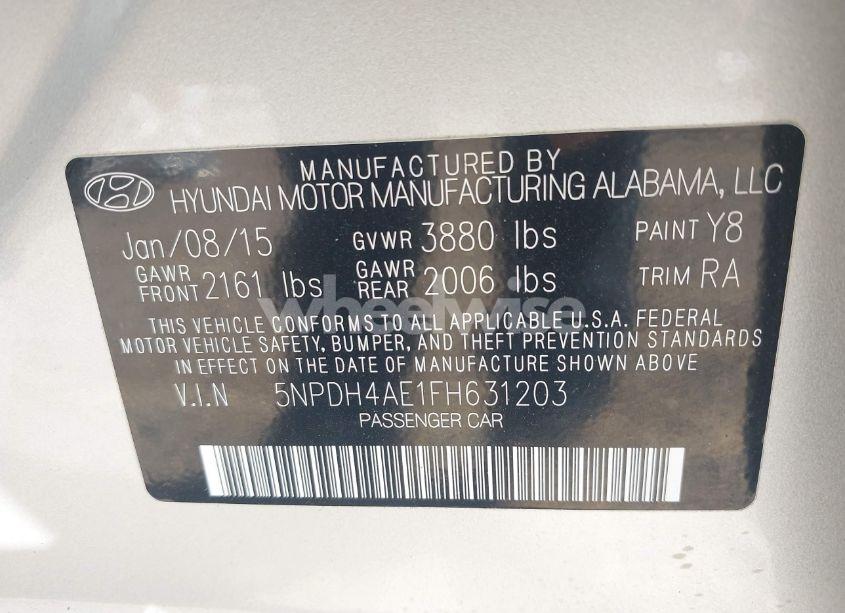 MANUFACTURED BY
HYUNDAI MOTOR MANUFACTURING ALABAMA, LLC
Jan/08/15 GVWR 3880 lbs PAINT Y8
GAWR FRONT 2161 lbs GAWR REAR 2006 lbs TRIM RA
wheelwise
THIS VEHICLE CONFORMS TO ALL APPLICABLE U.S.A. FEDERAL
MOTOR VEHICLE SAFETY, BUMPER, AND THEFT PREVENTION STANDARDS
IN EFFECT ON THE DATE OF MANUFACTURE SHOWN ABOVE
V.I.N 5NPDH4AE1FH631203
PASSENGER CAR